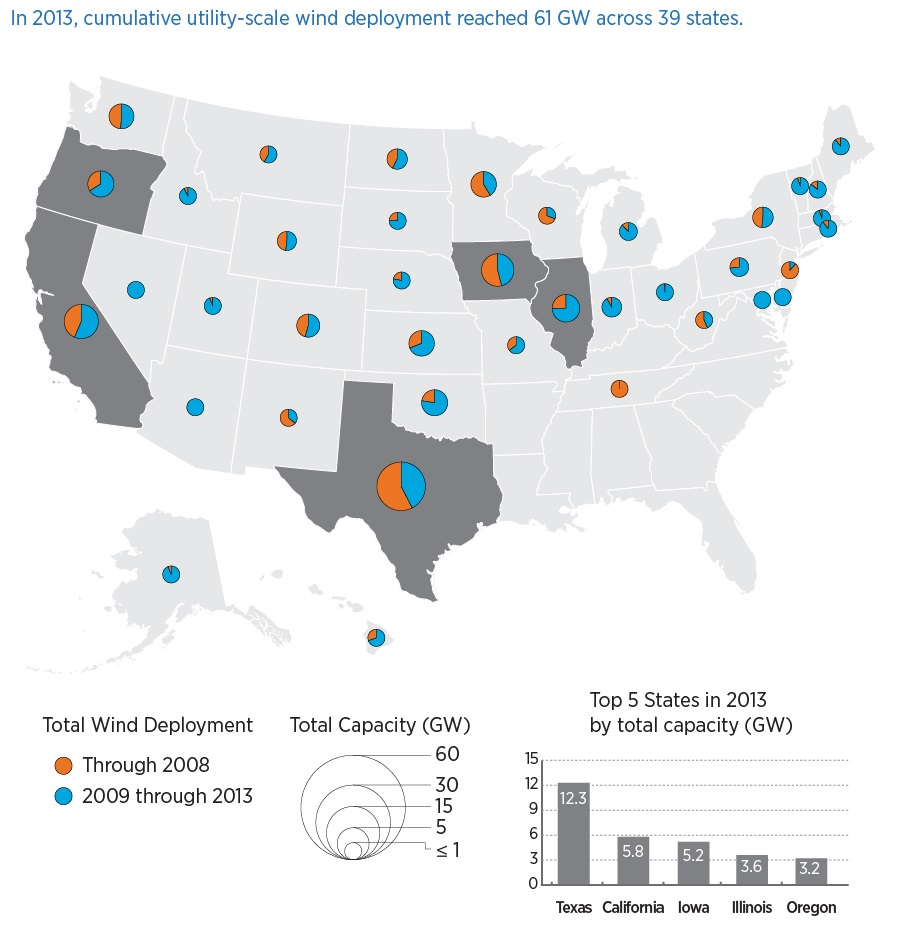 In 2013, cumulative utility-scale wind deployment reached 61 GW across 39 states.
Total Wind Deployment
Through 2008
2009 through 2013
Total Capacity (GW)
60
30
15
5
≤ 1
Top 5 States in 2013
by total capacity (GW)
15
12
9
6
3
0
12.3
5.8
5.2
3.6
3.2
Texas California Iowa Illinois Oregon